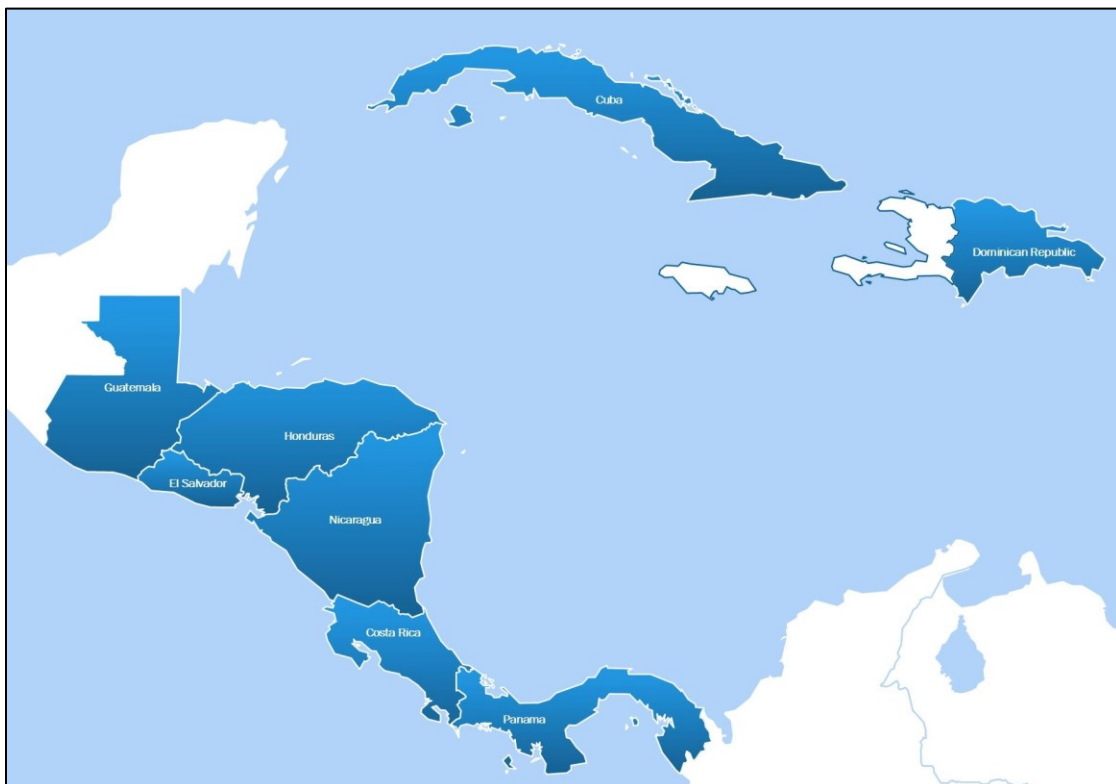 Cuba
Dominican Republic
Guatemala
Honduras
El Salvador
Nicaragua
Costa Rica
Panama